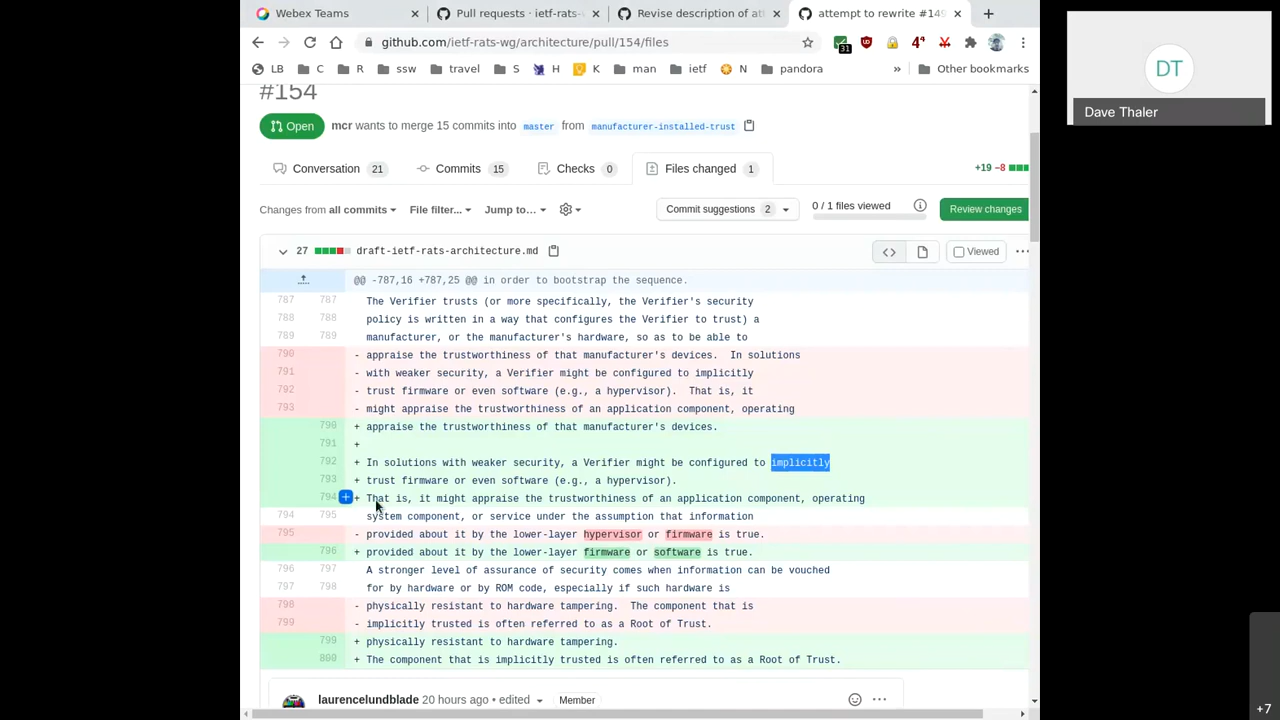 Webex Teams
Pull requests · ietf-rats-
Revise description of att
attempt to rewrite #149
github.com/ietf-rats-wg/architecture/pull/154/files
31
LB
C
R
ssw
travel
S
H
K
man
ietf
N
pandora
»
Other bookmarks
#154
Open
mcr wants to merge 15 commits into master from manufacturer-installed-trust
Conversation 21
Commits 15
Checks 0
Files changed 1
+19 −8
Changes from all commits
File filter...
Jump to…
Commit suggestions 2
0 / 1 files viewed
Review changes
27 draft-ietf-rats-architecture.md
<> Viewed ...
@@ -787,16 +787,25 @@ in order to bootstrap the sequence.
787 787 The Verifier trusts (or more specifically, the Verifier's security
788 788 policy is written in a way that configures the Verifier to trust) a
789 789 manufacturer, or the manufacturer's hardware, so as to be able to
790 - appraise the trustworthiness of that manufacturer's devices.  In solutions
791 - with weaker security, a Verifier might be configured to implicitly
792 - trust firmware or even software (e.g., a hypervisor).  That is, it
793 - might appraise the trustworthiness of an application component, operating
790 + appraise the trustworthiness of that manufacturer's devices.
791 +
792 + In solutions with weaker security, a Verifier might be configured to implicitly
793 + trust firmware or even software (e.g., a hypervisor).
794 + That is, it might appraise the trustworthiness of an application component, operating
794 795 system component, or service under the assumption that information
795 - provided about it by the lower-layer hypervisor or firmware is true.
796 + provided about it by the lower-layer firmware or software is true.
796 797 A stronger level of assurance of security comes when information can be vouched
797 798 for by hardware or by ROM code, especially if such hardware is
798 - physically resistant to hardware tampering.  The component that is
799 - implicitly trusted is often referred to as a Root of Trust.
799 + physically resistant to hardware tampering.
800 + The component that is implicitly trusted is often referred to as a Root of Trust.
laurencelundblade 20 hours ago • edited Member
DT
Dave Thaler
+7